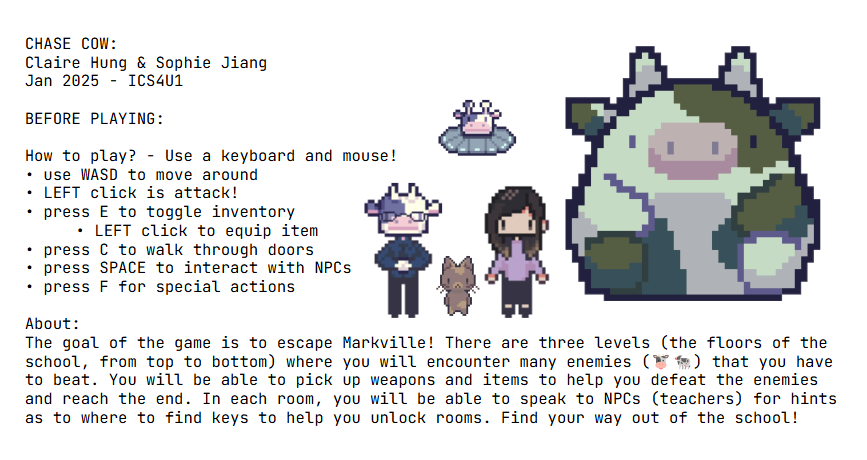 CHASE COW:
Claire Hung & Sophie Jiang
Jan 2025 - ICS4U1
BEFORE PLAYING:
How to play? - Use a keyboard and mouse!
• use WASD to move around
• LEFT click is attack!
• press E to toggle inventory
• LEFT click to equip item
• press C to walk through doors
• press SPACE to interact with NPCs
• press F for special actions
About:
The goal of the game is to escape Markville! There are three levels (the floors of the
school, from top to bottom) where you will encounter many enemies (🐮🐄) that you have
to beat. You will be able to pick up weapons and items to help you defeat the enemies
and reach the end. In each room, you will be able to speak to NPCs (teachers) for hints
as to where to find keys to help you unlock rooms. Find your way out of the school!